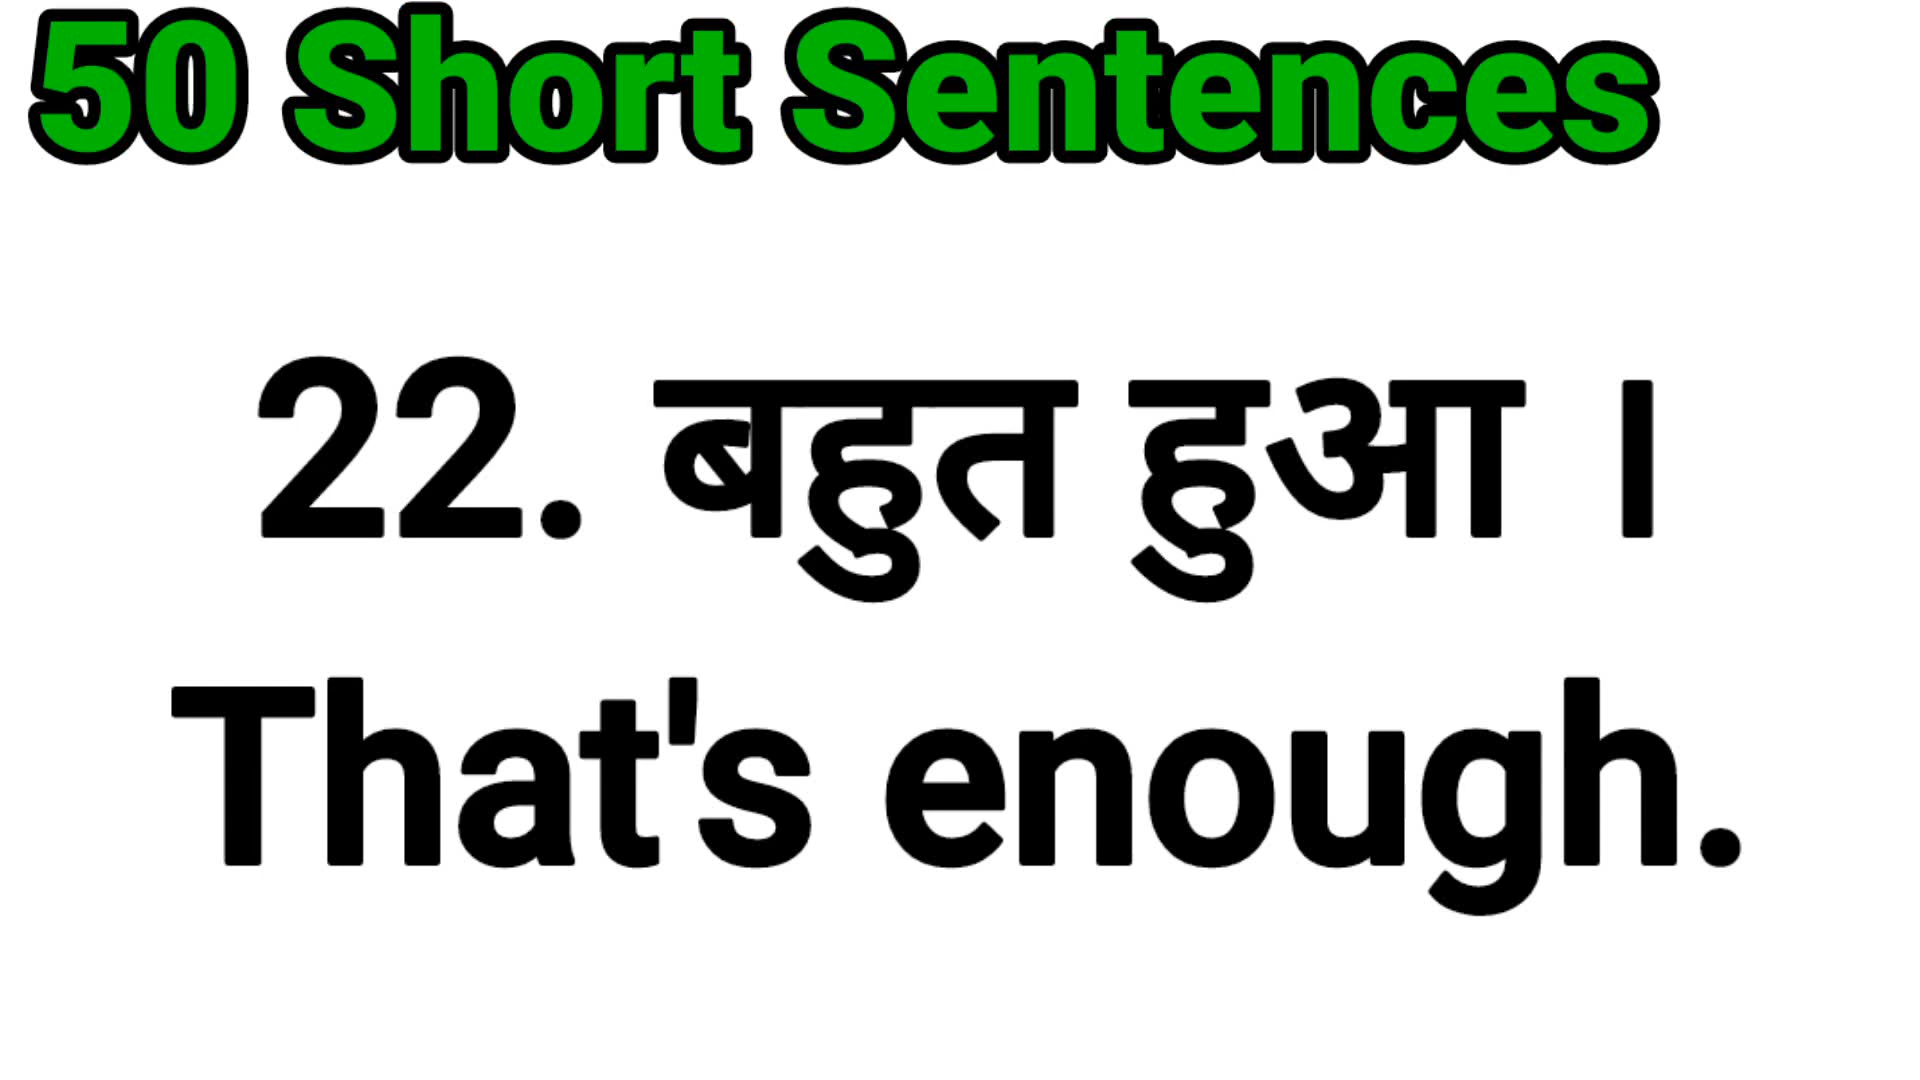 50 Short Sentences
22. बहुत हुआ ।
That's enough.